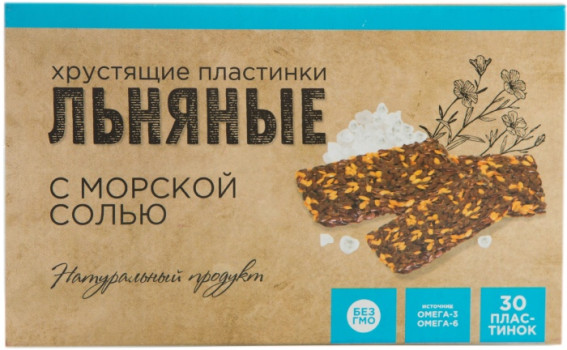 хрустящие пластинки
ЛЬНЯНЫЕ
С МОРСКОЙ
СОЛЬЮ
Натуральный продукт
БЕЗ
ГМО
ИСТОЧНИК
ОМЕГА-3
ОМЕГА-6
30
ПЛАС-
ТИНОК